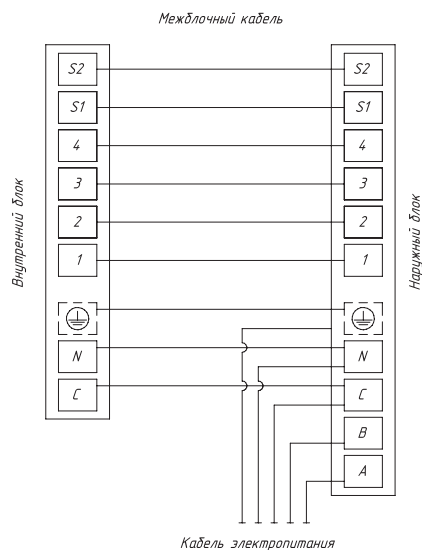 Межблочный кабель
S2 S2
S1 S1
4 4
3 3
2 2
1 1
N N
C C
B
A
Внутренний блок
Наружный блок
Кабель электропитания